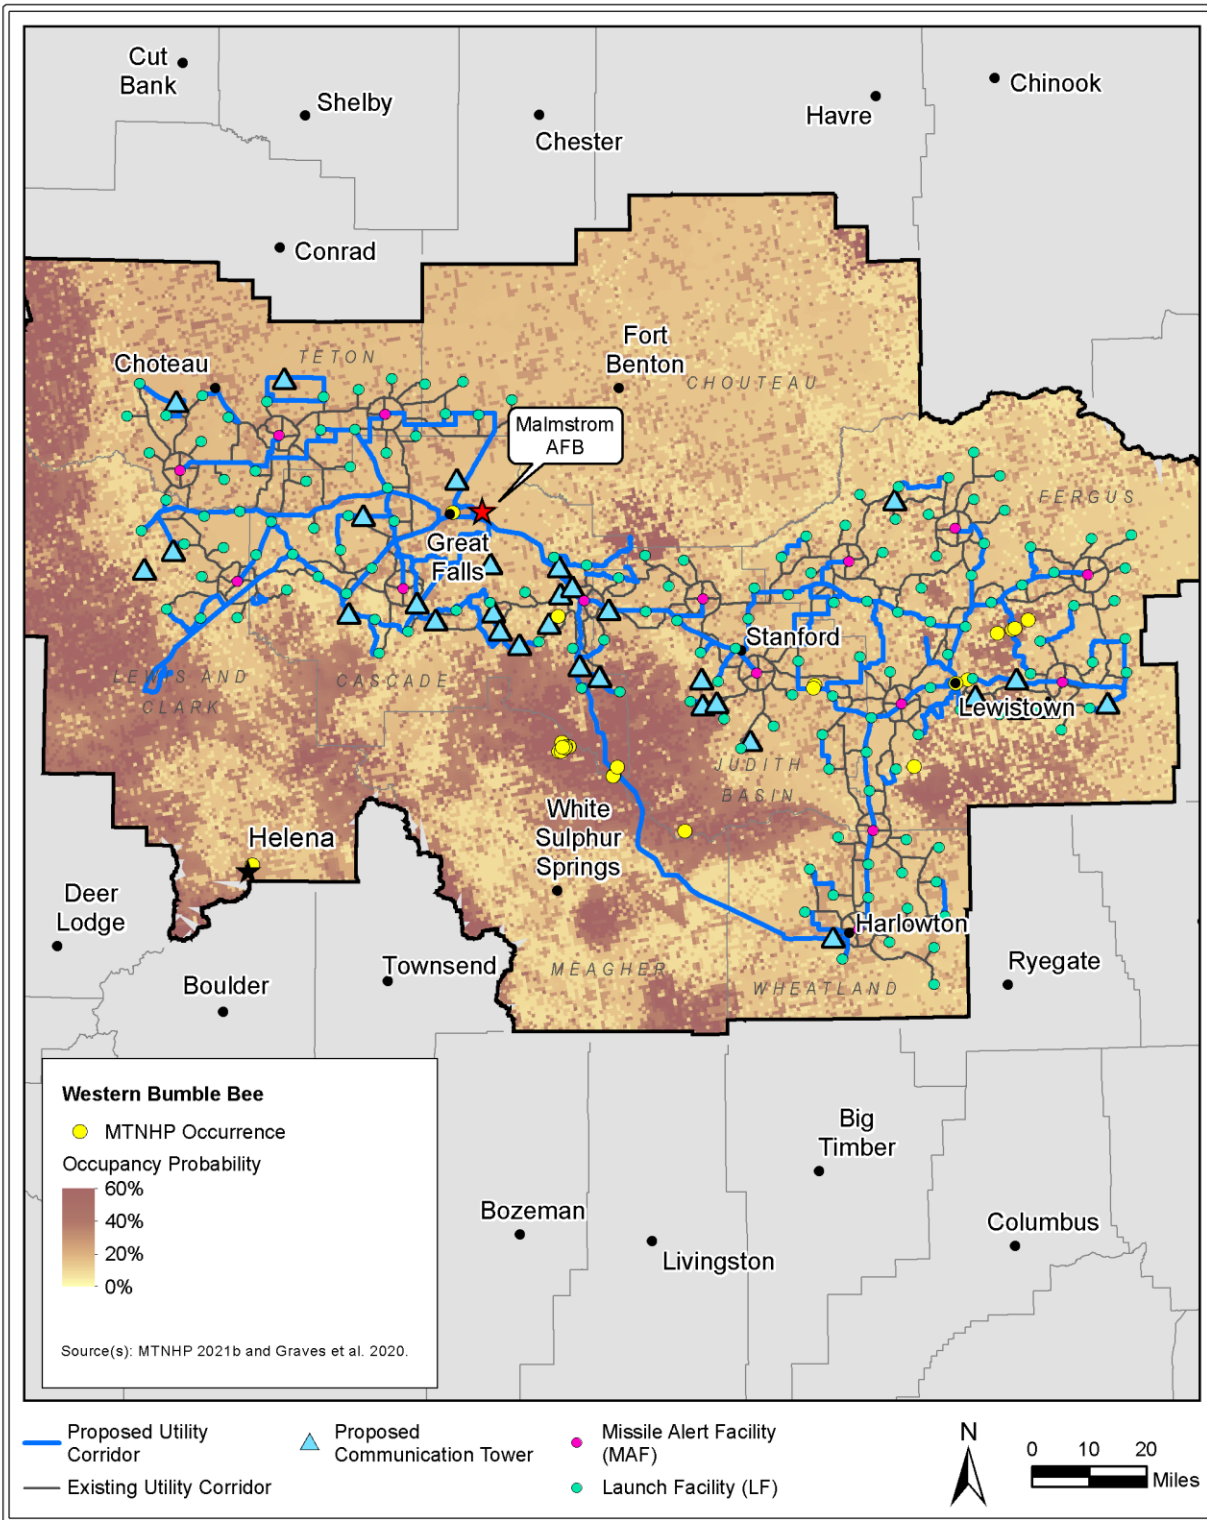 Cut
Bank
Shelby
Chester
Havre
Chinook
Conrad
Choteau
TETON
Fort
Benton
CHOUTEAU
Malmstrom
AFB
FERGUS
Great
Falls
Stanford
LEWIS AND
CLARK
CASCADE
Lewistown
JUDITH
BASIN
White
Sulphur
Springs
Helena
Deer
Lodge
Harlowton
Townsend
MEAGHER
WHEATLAND
Ryegate
Boulder
Western Bumble Bee
MTNHP Occurrence
Occupancy Probability
60%
40%
20%
0%
Source(s): MTNHP 2021b and Graves et al. 2020.
Big
Timber
Bozeman
Livingston
Columbus
Proposed Utility
Corridor
Existing Utility Corridor
Proposed
Communication Tower
Missile Alert Facility
(MAF)
Launch Facility (LF)
N
0 10 20
Miles